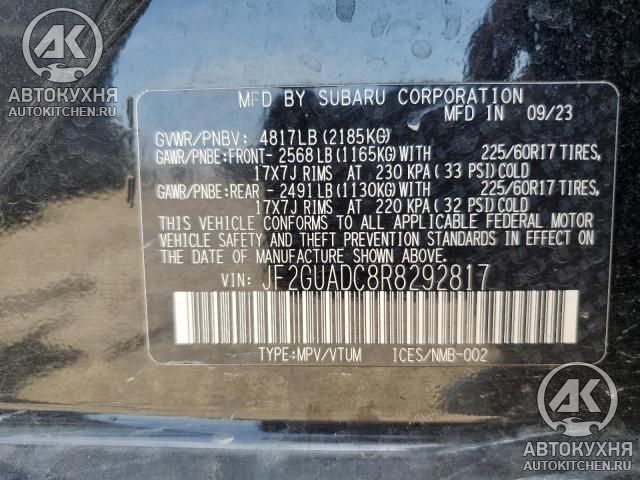 AK
АВТОКУХНЯ
AUTOKITCHEN.RU
MFD BY SUBARU CORPORATION
MFD IN 09/23
GVWR/PNBV: 4817LB (2185KG)
GAWR/PNBE:FRONT- 2568LB (1165KG)WITH 225/60R17 TIRES,
17X7J RIMS AT 230 KPA (33 PSI)COLD
GAWR/PNBE:REAR - 2491LB (1130KG)WITH 225/60R17 TIRES,
17X7J RIMS AT 220 KPA (32 PSI)COLD
THIS VEHICLE CONFORMS TO ALL APPLICABLE FEDERAL MOTOR
VEHICLE SAFETY AND THEFT PREVENTION STANDARDS IN EFFECT ON
THE DATE OF MANUFACTURE SHOWN ABOVE.
VIN: JF2GUADC8R8292817
TYPE:MPV/VTUM ICES/NMB-002
AK
АВТОКУХНЯ
AUTOKITCHEN.RU